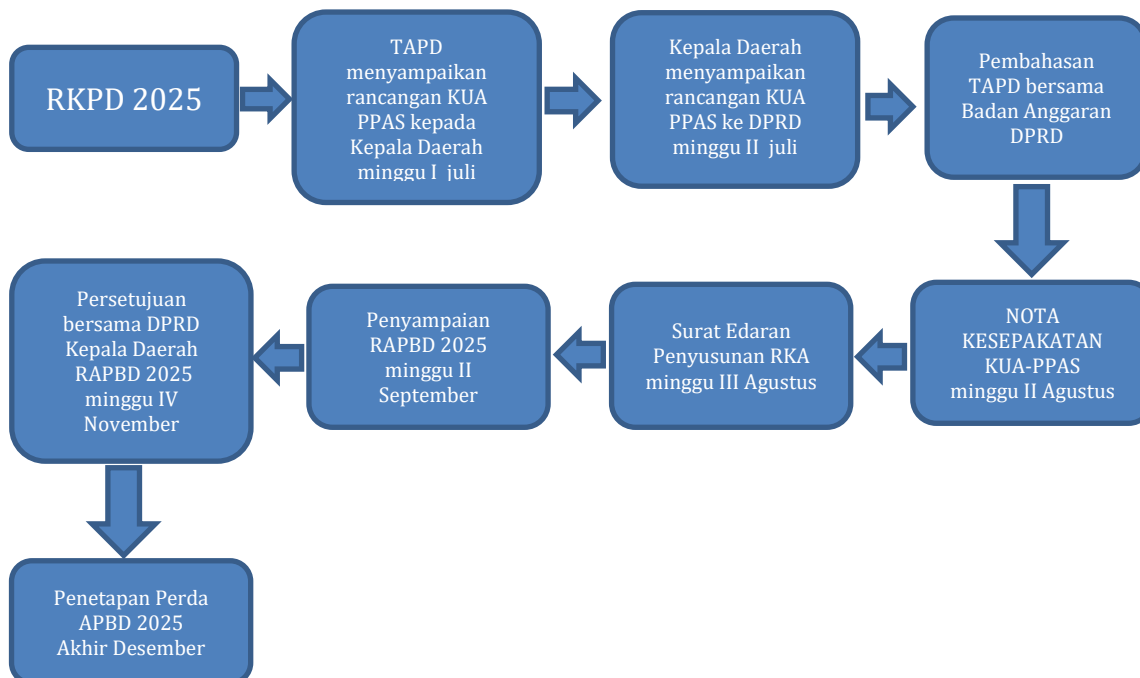 RKPD 2025
TAPD
menyampaikan
rancangan KUA
PPAS kepada
Kepala Daerah
minggu I juli
Kepala Daerah
menyampaikan
rancangan KUA
PPAS ke DPRD
minggu II juli
Pembahasan
TAPD bersama
Badan Anggaran
DPRD
NOTA
KESEPAKATAN
KUA-PPAS
minggu II Agustus
Surat Edaran
Penyusunan RKA
minggu III Agustus
Penyampaian
RAPBD 2025
minggu II
September
Persetujuan
bersama DPRD
Kepala Daerah
RAPBD 2025
minggu IV
November
Penetapan Perda
APBD 2025
Akhir Desember